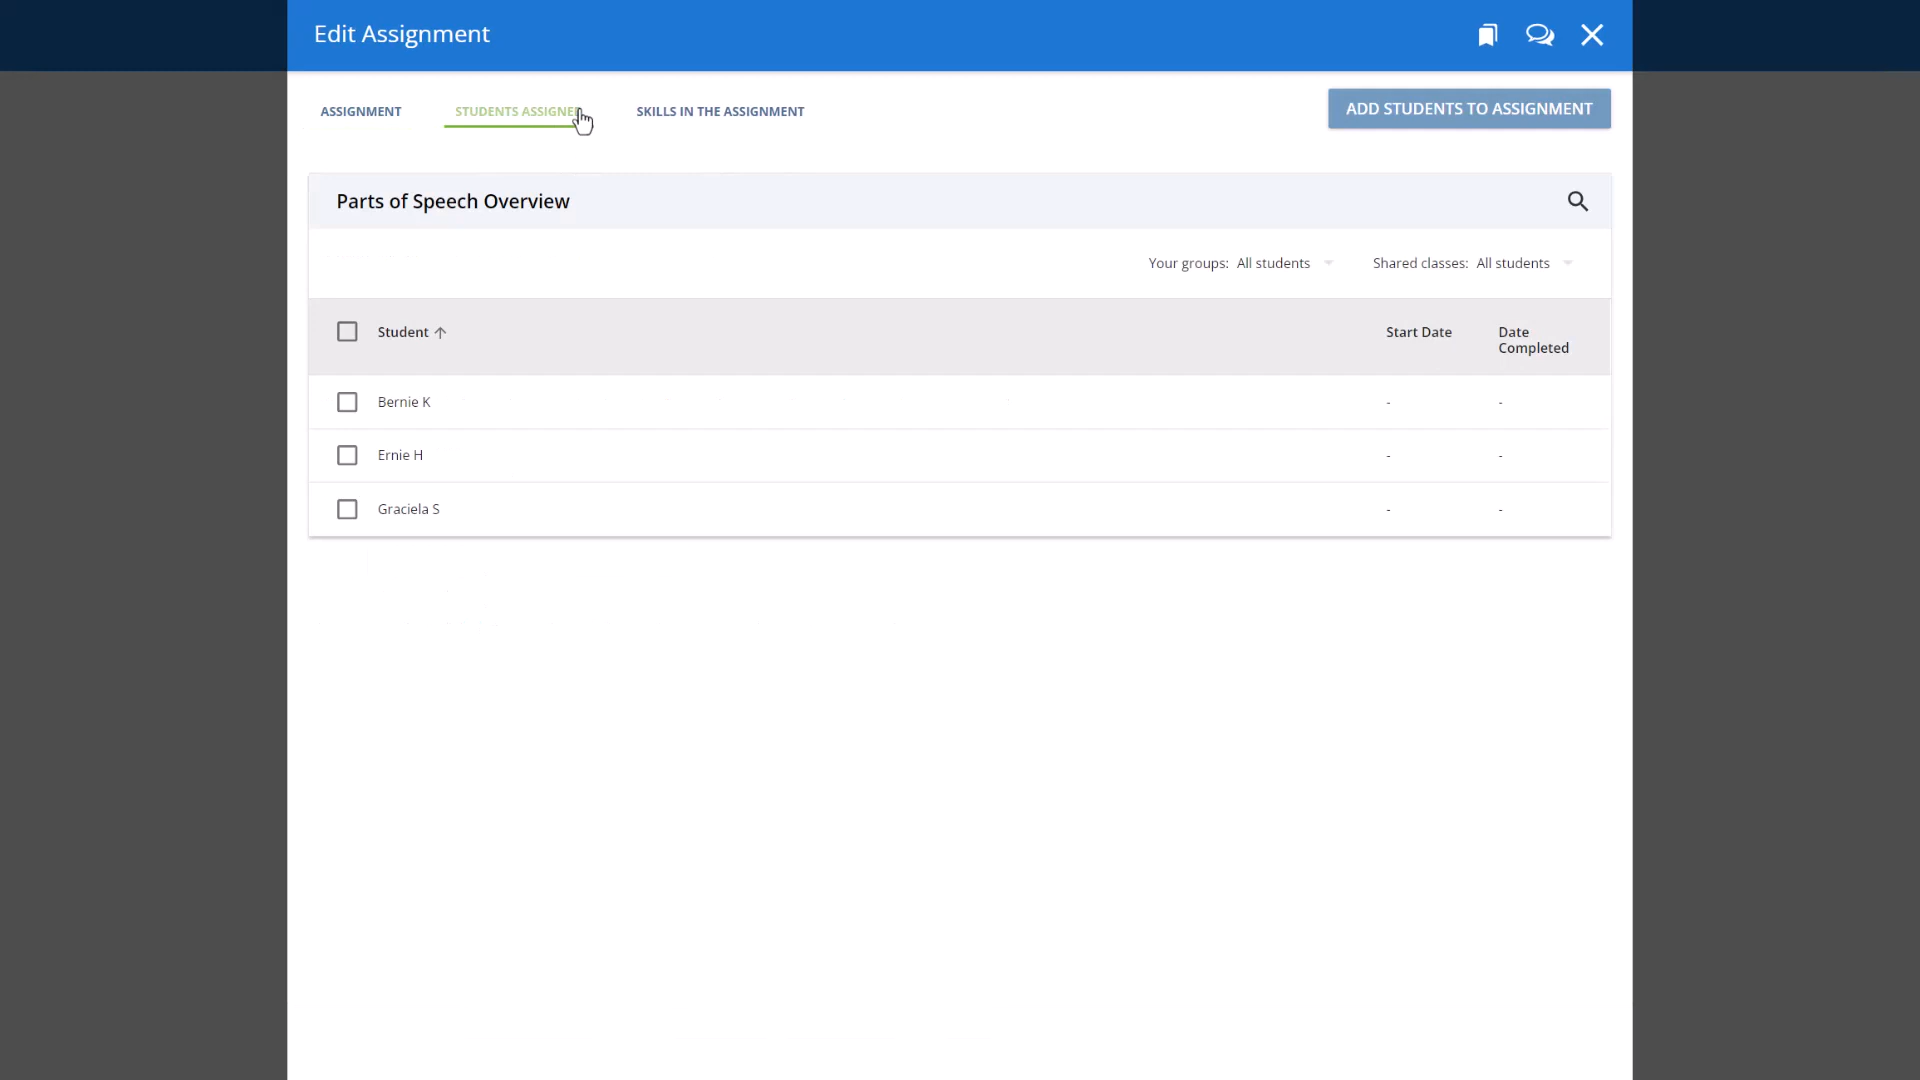 Edit Assignment
ASSIGNMENT
STUDENTS ASSIGNED
SKILLS IN THE ASSIGNMENT
ADD STUDENTS TO ASSIGNMENT
Parts of Speech Overview
Your groups: All students
Shared classes: All students
Student
Start Date
Date
Completed
Bernie K - -
Ernie H - -
Graciela S - -